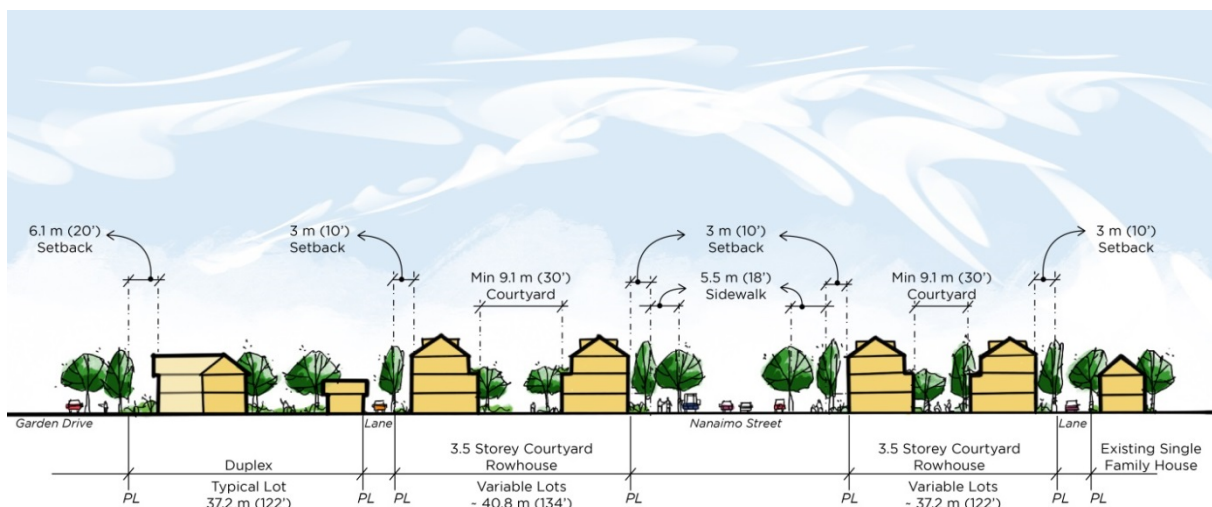 6.1 m (20')
Setback
3 m (10')
Setback
3 m (10')
Setback
3 m (10')
Setback
Min 9.1 m (30')
Courtyard
5.5 m (18')
Sidewalk
Min 9.1 m (30')
Courtyard
Garden Drive
Lane
Nanaimo Street
Lane
Duplex
3.5 Storey Courtyard
Rowhouse
3.5 Storey Courtyard
Rowhouse
Existing Single
Family House
PL
Typical Lot
37.2 m (122')
PL
PL
Variable Lots
~ 40.8 m (134')
PL
PL
Variable Lots
~ 37.2 m (122')
PL
PL